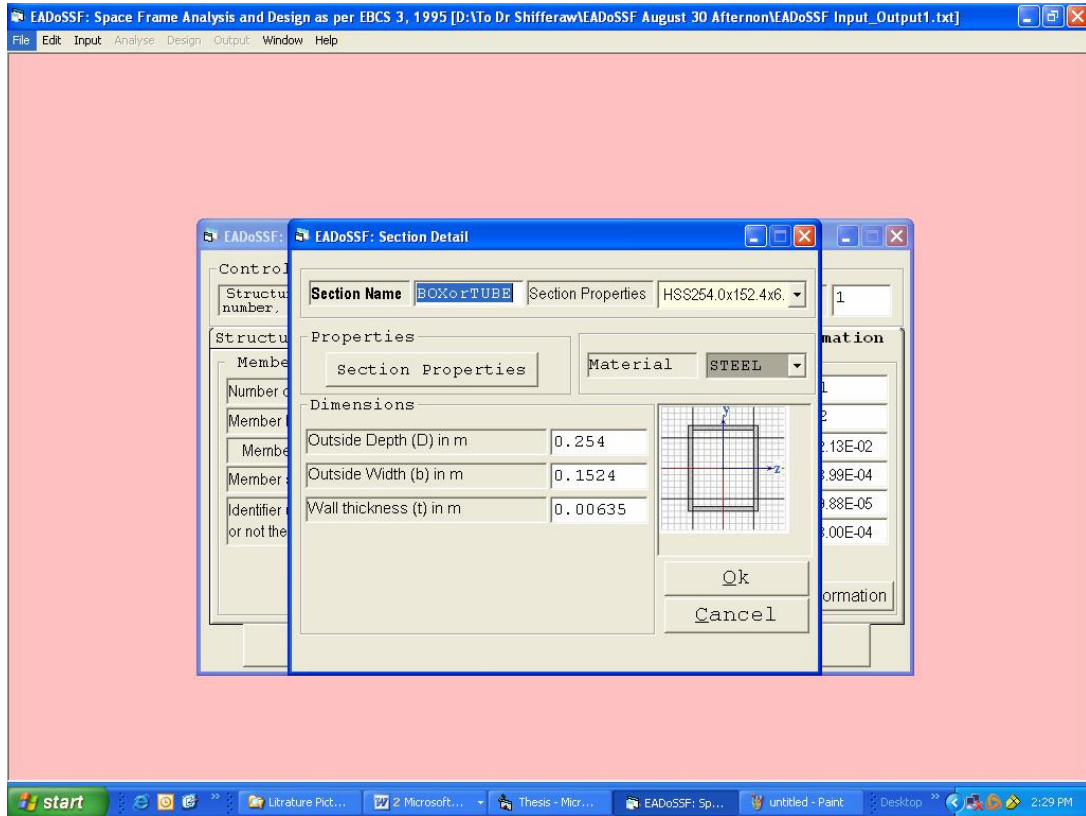 EADoSSF: Space Frame Analysis and Design as per EBCS 3, 1995 [D:\To Dr Shifferaw\EADoSSF August 30 Afternon\EADoSSF Input_Output1.txt]
File Edit Input Analyse Design Output Window Help
EADoSSF:
EADoSSF: Section Detail
Control
Structu
number,
Section Name BOXorTUBE Section Properties HSS254.0x152.4x6.
1
Structu
mation
Properties
Section Properties
Material STEEL
Membe
Number o
Dimensions
y
z
Member
Outside Depth (D) in m 0.254
Membe
2.13E-02
Member
Outside Width (b) in m 0.1524
.99E-04
Identifier
Wall thickness (t) in m 0.00635
.88E-05
or not the
.00E-04
Ok
ormation
Cancel
start
Litrature Pict...
2 Microsoft...
Thesis - Micr...
EADoSSF: Sp...
untitled - Paint
Desktop
2:29 PM